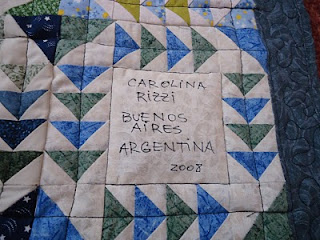 CAROLINA
RIZZI
BUENOS
AIRES
ARGENTINA
2008